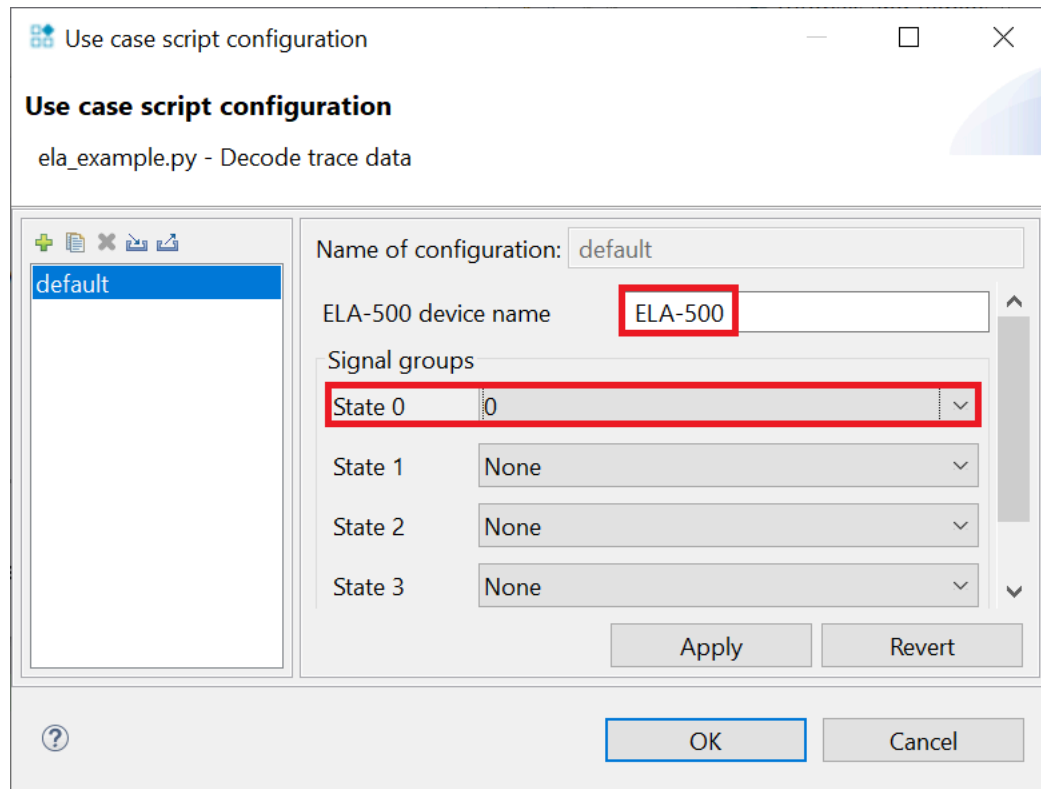 Use case script configuration
Use case script configuration
ela_example.py - Decode trace data
default
Name of configuration: default
ELA-500 device name ELA-500
Signal groups
State 0 0
State 1 None
State 2 None
State 3 None
Apply Revert
? OK Cancel